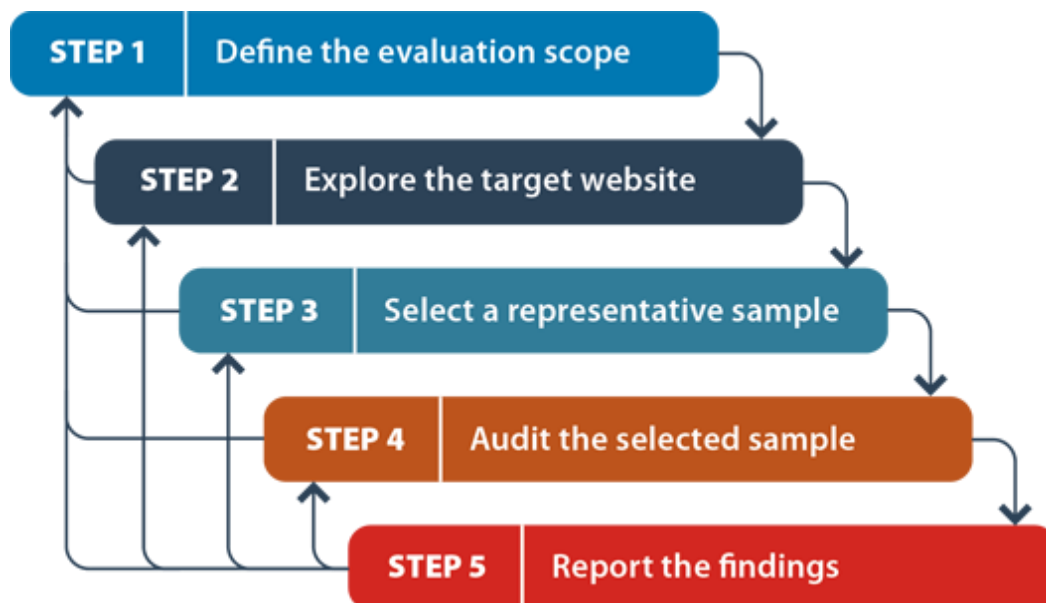 STEP 1 Define the evaluation scope
STEP 2 Explore the target website
STEP 3 Select a representative sample
STEP 4 Audit the selected sample
STEP 5 Report the findings